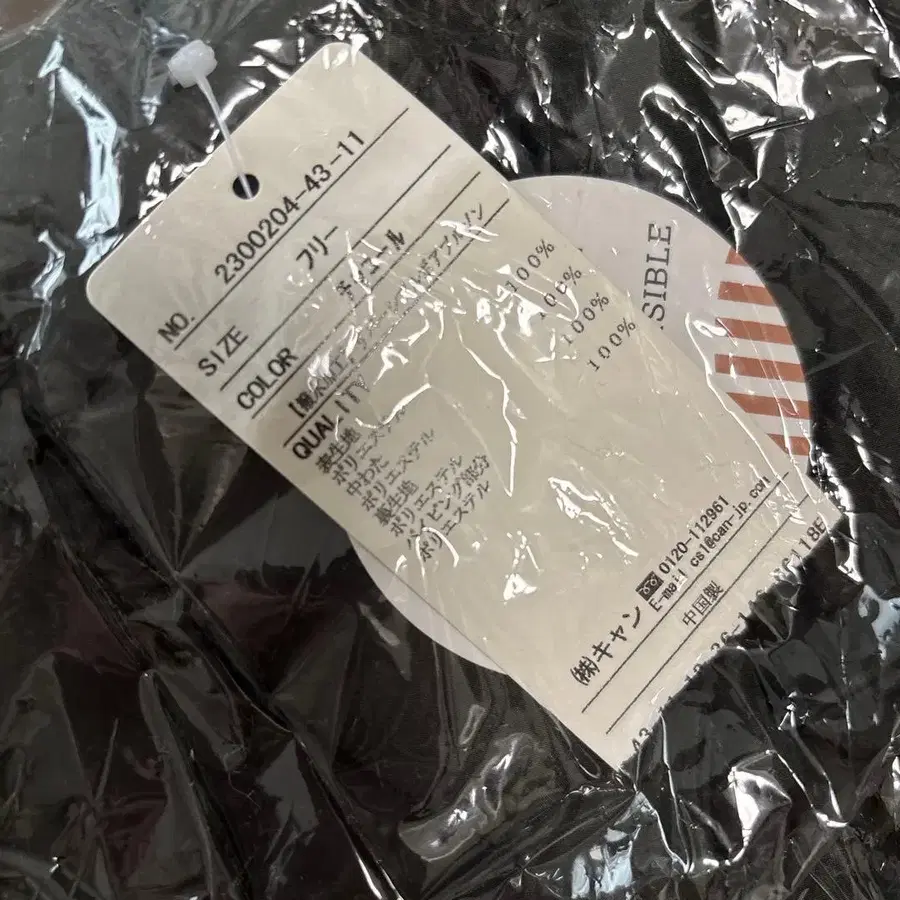 NO. 2300204-43-11
SIZE フリー
COLOR
QUALITY
表生地
ポリエステル 100%
中わた
ポリエステル 100%
裏生地
ポリエステル 100%
パイピング部分
ポリエステル 100%
(株)キャン 0120-112961
E-mail cs1@can-jp.com
中国製
SIBLE